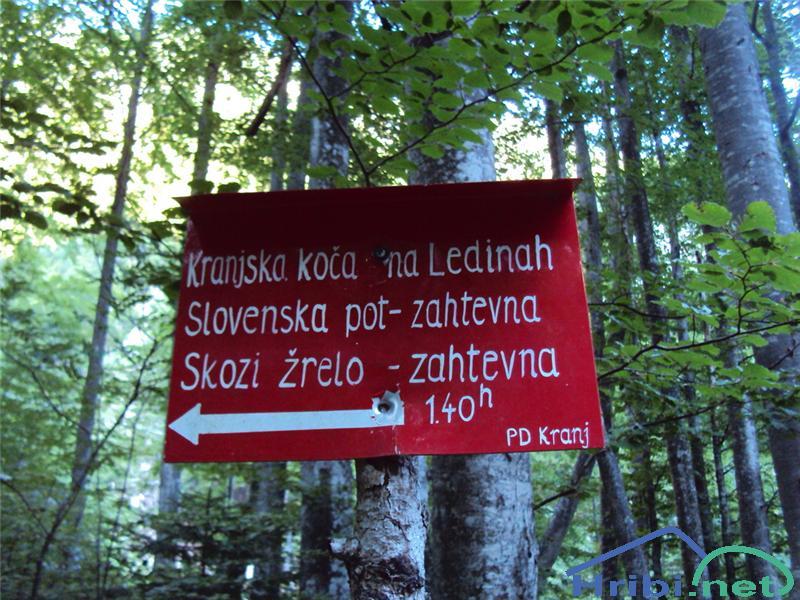 Kranjska koča na Ledinah
Slovenska pot - zahtevna
Skozi žrelo - zahtevna
1.40h
PD Kranj
Hribi.net